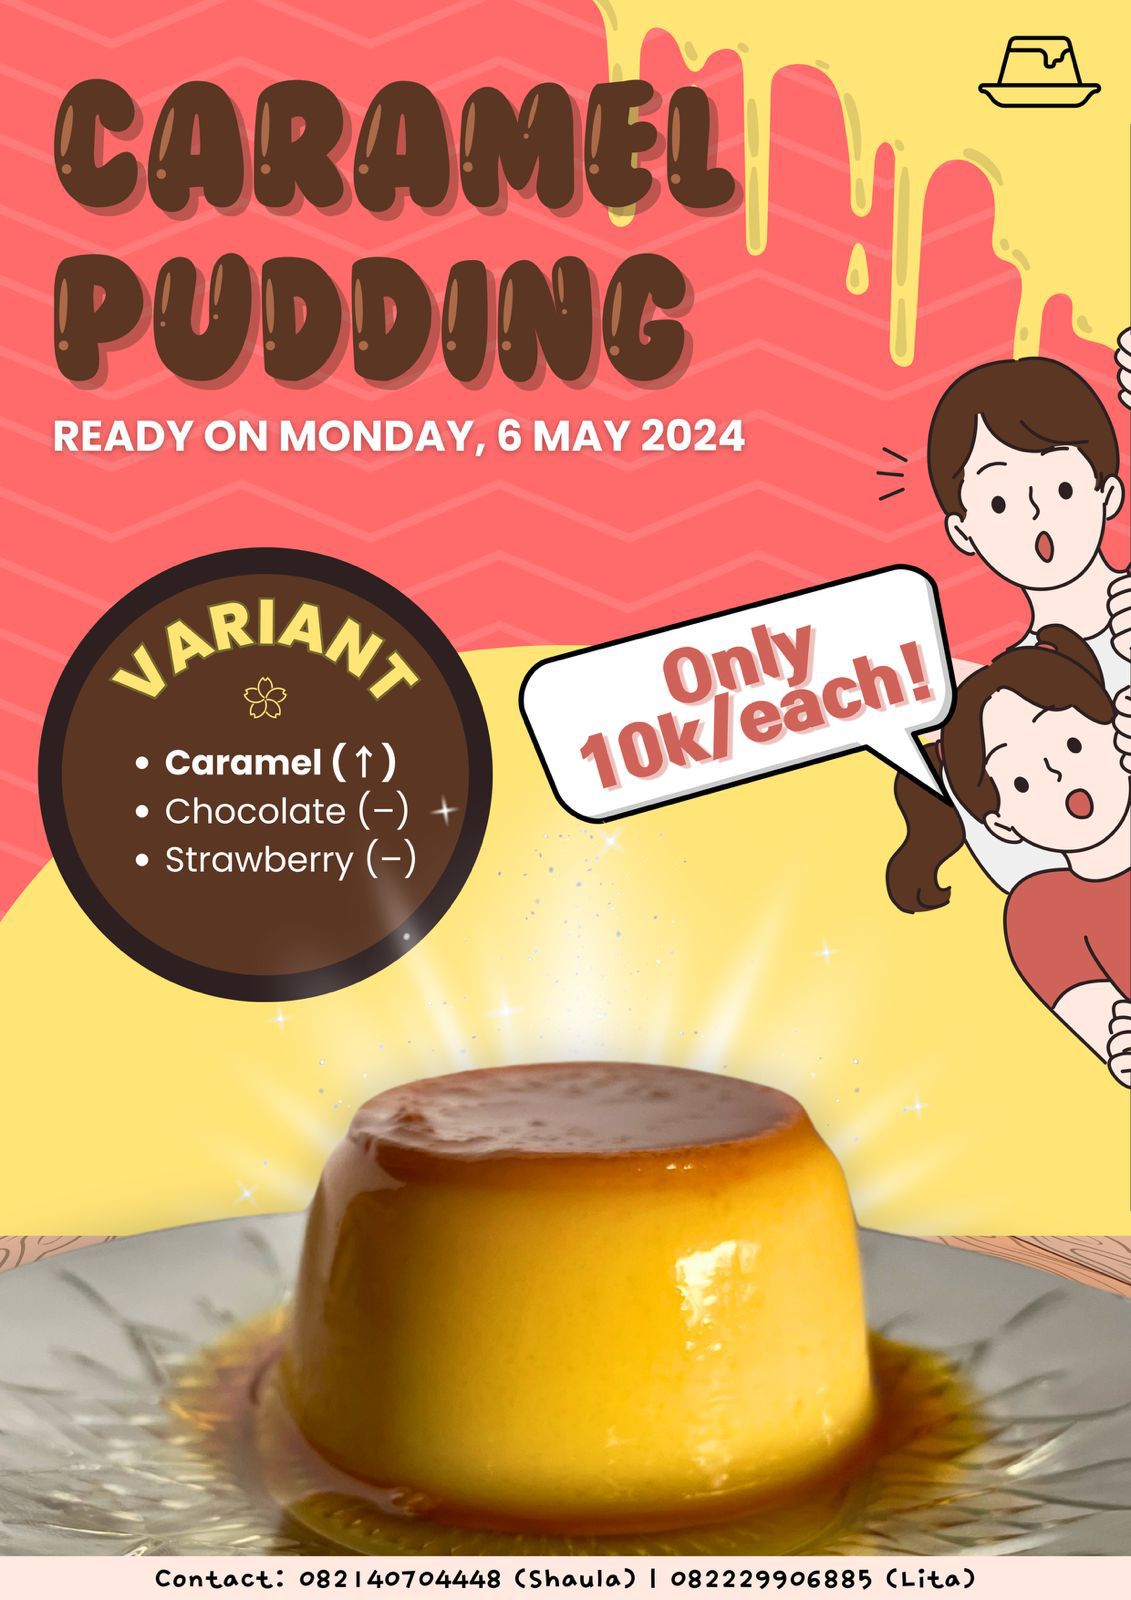 CARAMEL
PUDDING
READY ON MONDAY, 6 MAY 2024
VARIANT
• Caramel (↑)
• Chocolate (–)
• Strawberry (–)
Only
10k/each!
Contact: 082140704448 (Shaula) | 082229906885 (Lita)